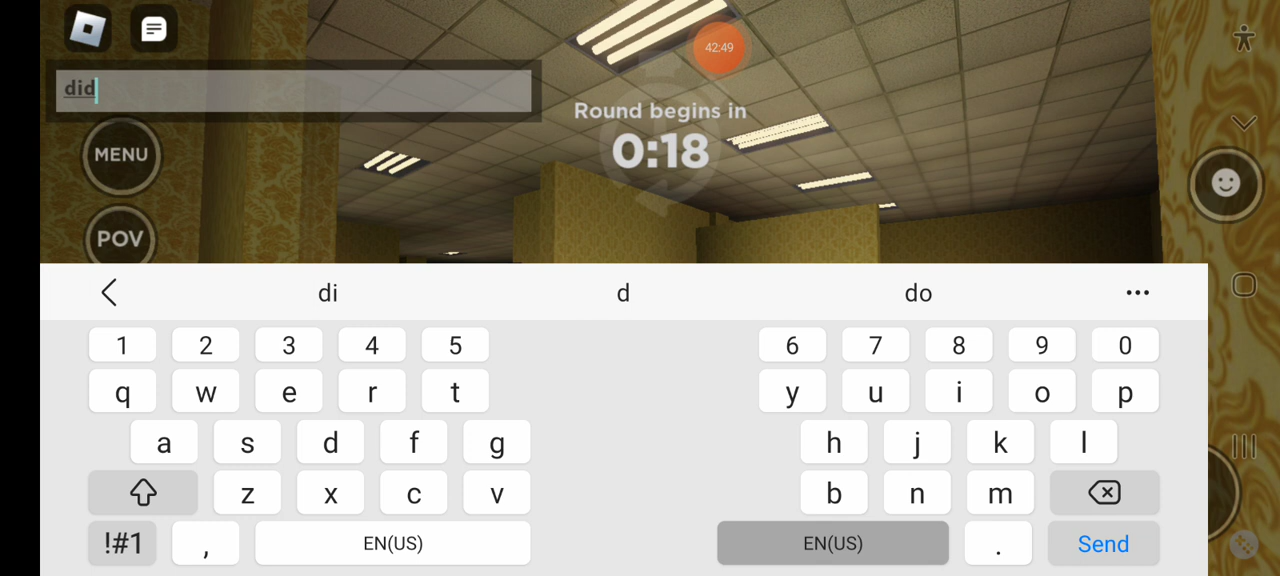 42:49
did
Round begins in
0:18
MENU
POV
di d do
1 2 3 4 5 6 7 8 9 0
q w e r t y u i o p
a s d f g h j k l
z x c v b n m
!#1 , EN(US) EN(US) . Send